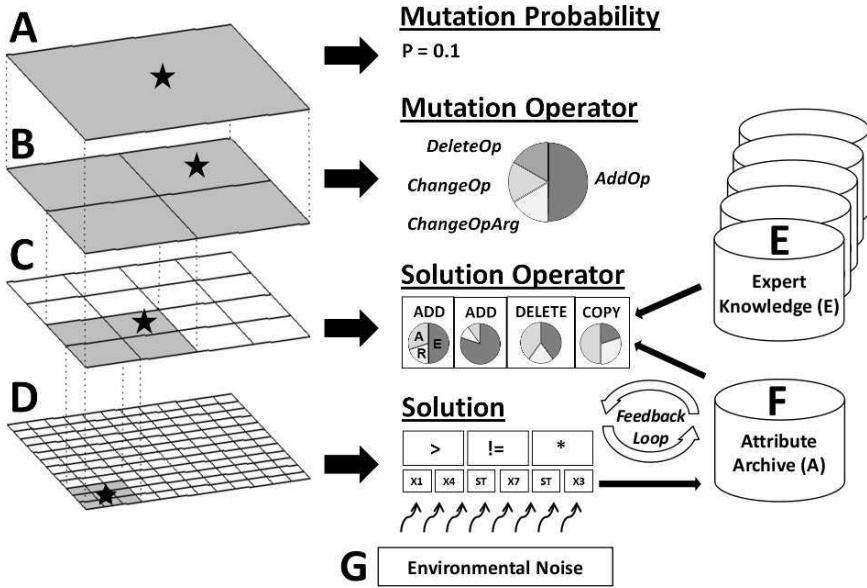 A
Mutation Probability
P = 0.1
B
Mutation Operator
DeleteOp
ChangeOp
AddOp
ChangeOpArg
C
Solution Operator
ADD ADD DELETE COPY
A E R
E
Expert
Knowledge (E)
D
Solution
> != *
X1 X4 ST X7 ST X3
Feedback
Loop
F
Attribute
Archive (A)
G
Environmental Noise